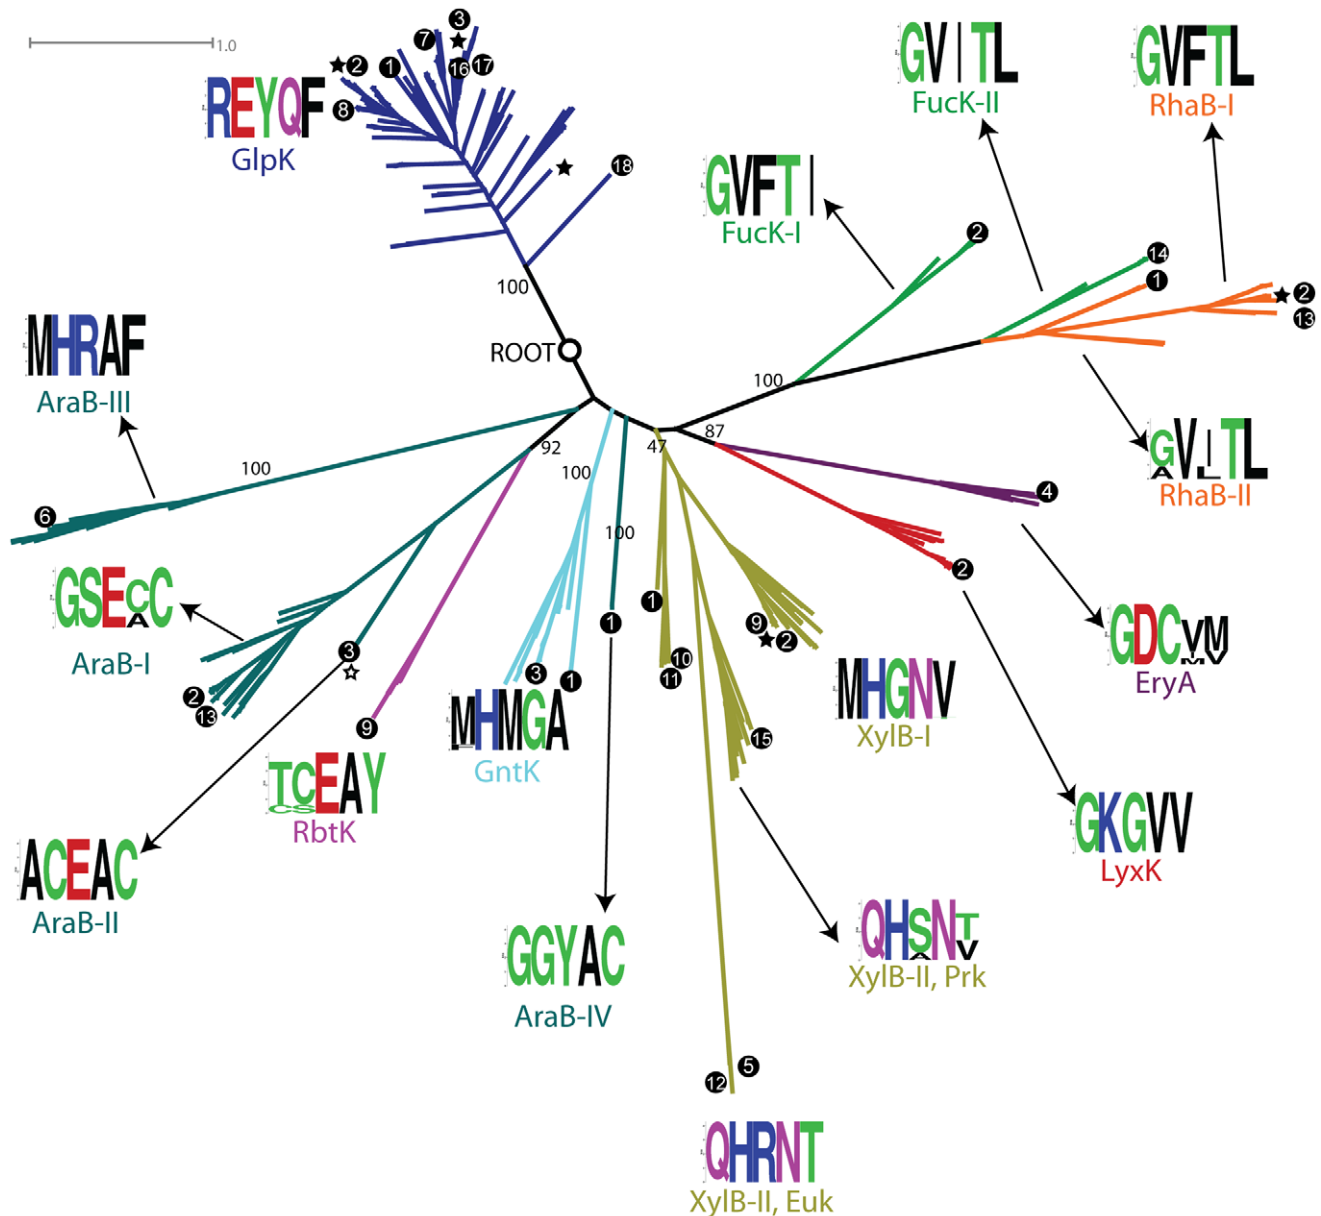 3
7
1.0
1
2
16
17
REYQF
8
GlpK
18
GVITL
FucK-II
GVFTL
RhaB-I
GVFTI
FucK-I
2
14
1
2
13
100
ROOT
100
MHRAF
AraB-III
100
6
92
100
100
47
87
GVITL
A L
RhaB-II
4
2
GSECC
A
AraB-I
3
2
13
9
3
1
1
1
10
11
9
2
15
MHMGA
GntK
MHGNV
XylB-I
GDCVM
MV
EryA
TCEAY
CS
RbtK
GKGVV
LyxK
ACEAC
AraB-II
GGYAC
AraB-IV
QHSNT
A V
XylB-II, Prk
12
5
QHRNT
XylB-II, Euk